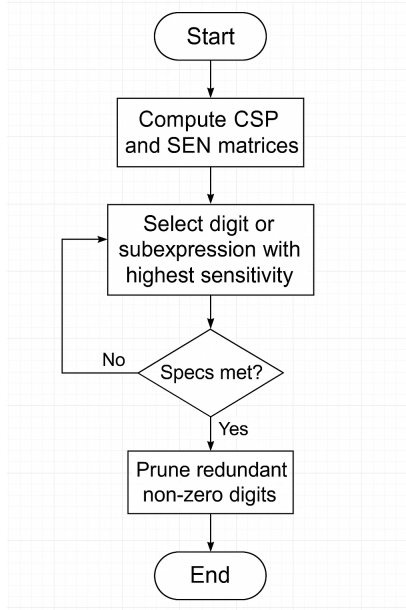 Start
Compute CSP
and SEN matrices
Select digit or
subexpression with
highest sensitivity
Specs met?
No
Yes
Prune redundant
non-zero digits
End